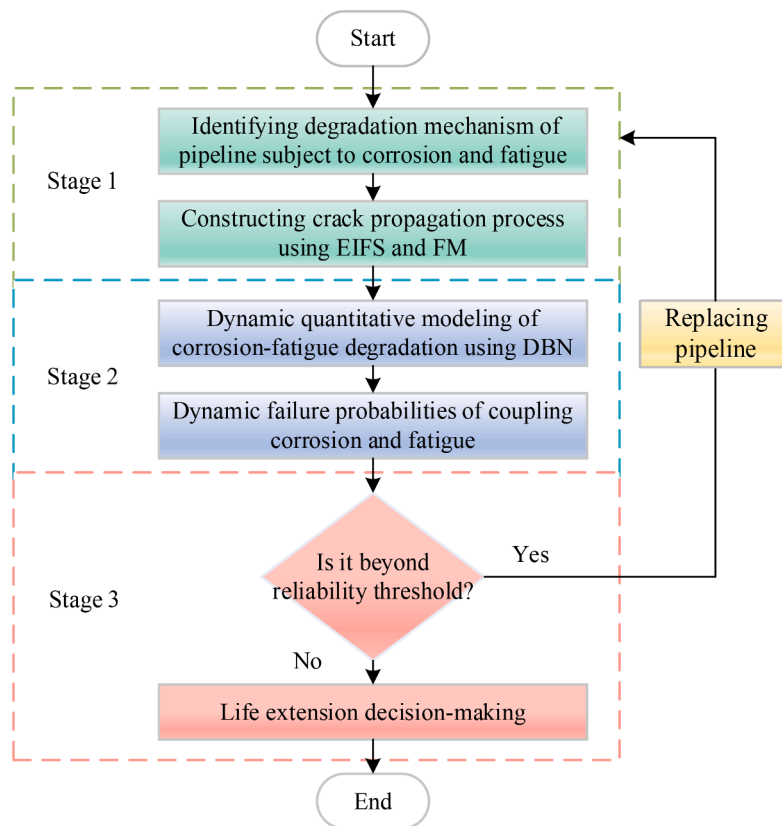 Start
Stage 1
Identifying degradation mechanism of
pipeline subject to corrosion and fatigue
Constructing crack propagation process
using EIFS and FM
Stage 2
Dynamic quantitative modeling of
corrosion-fatigue degradation using DBN
Dynamic failure probabilities of coupling
corrosion and fatigue
Replacing
pipeline
Stage 3
Is it beyond
reliability threshold?
Yes
No
Life extension decision-making
End